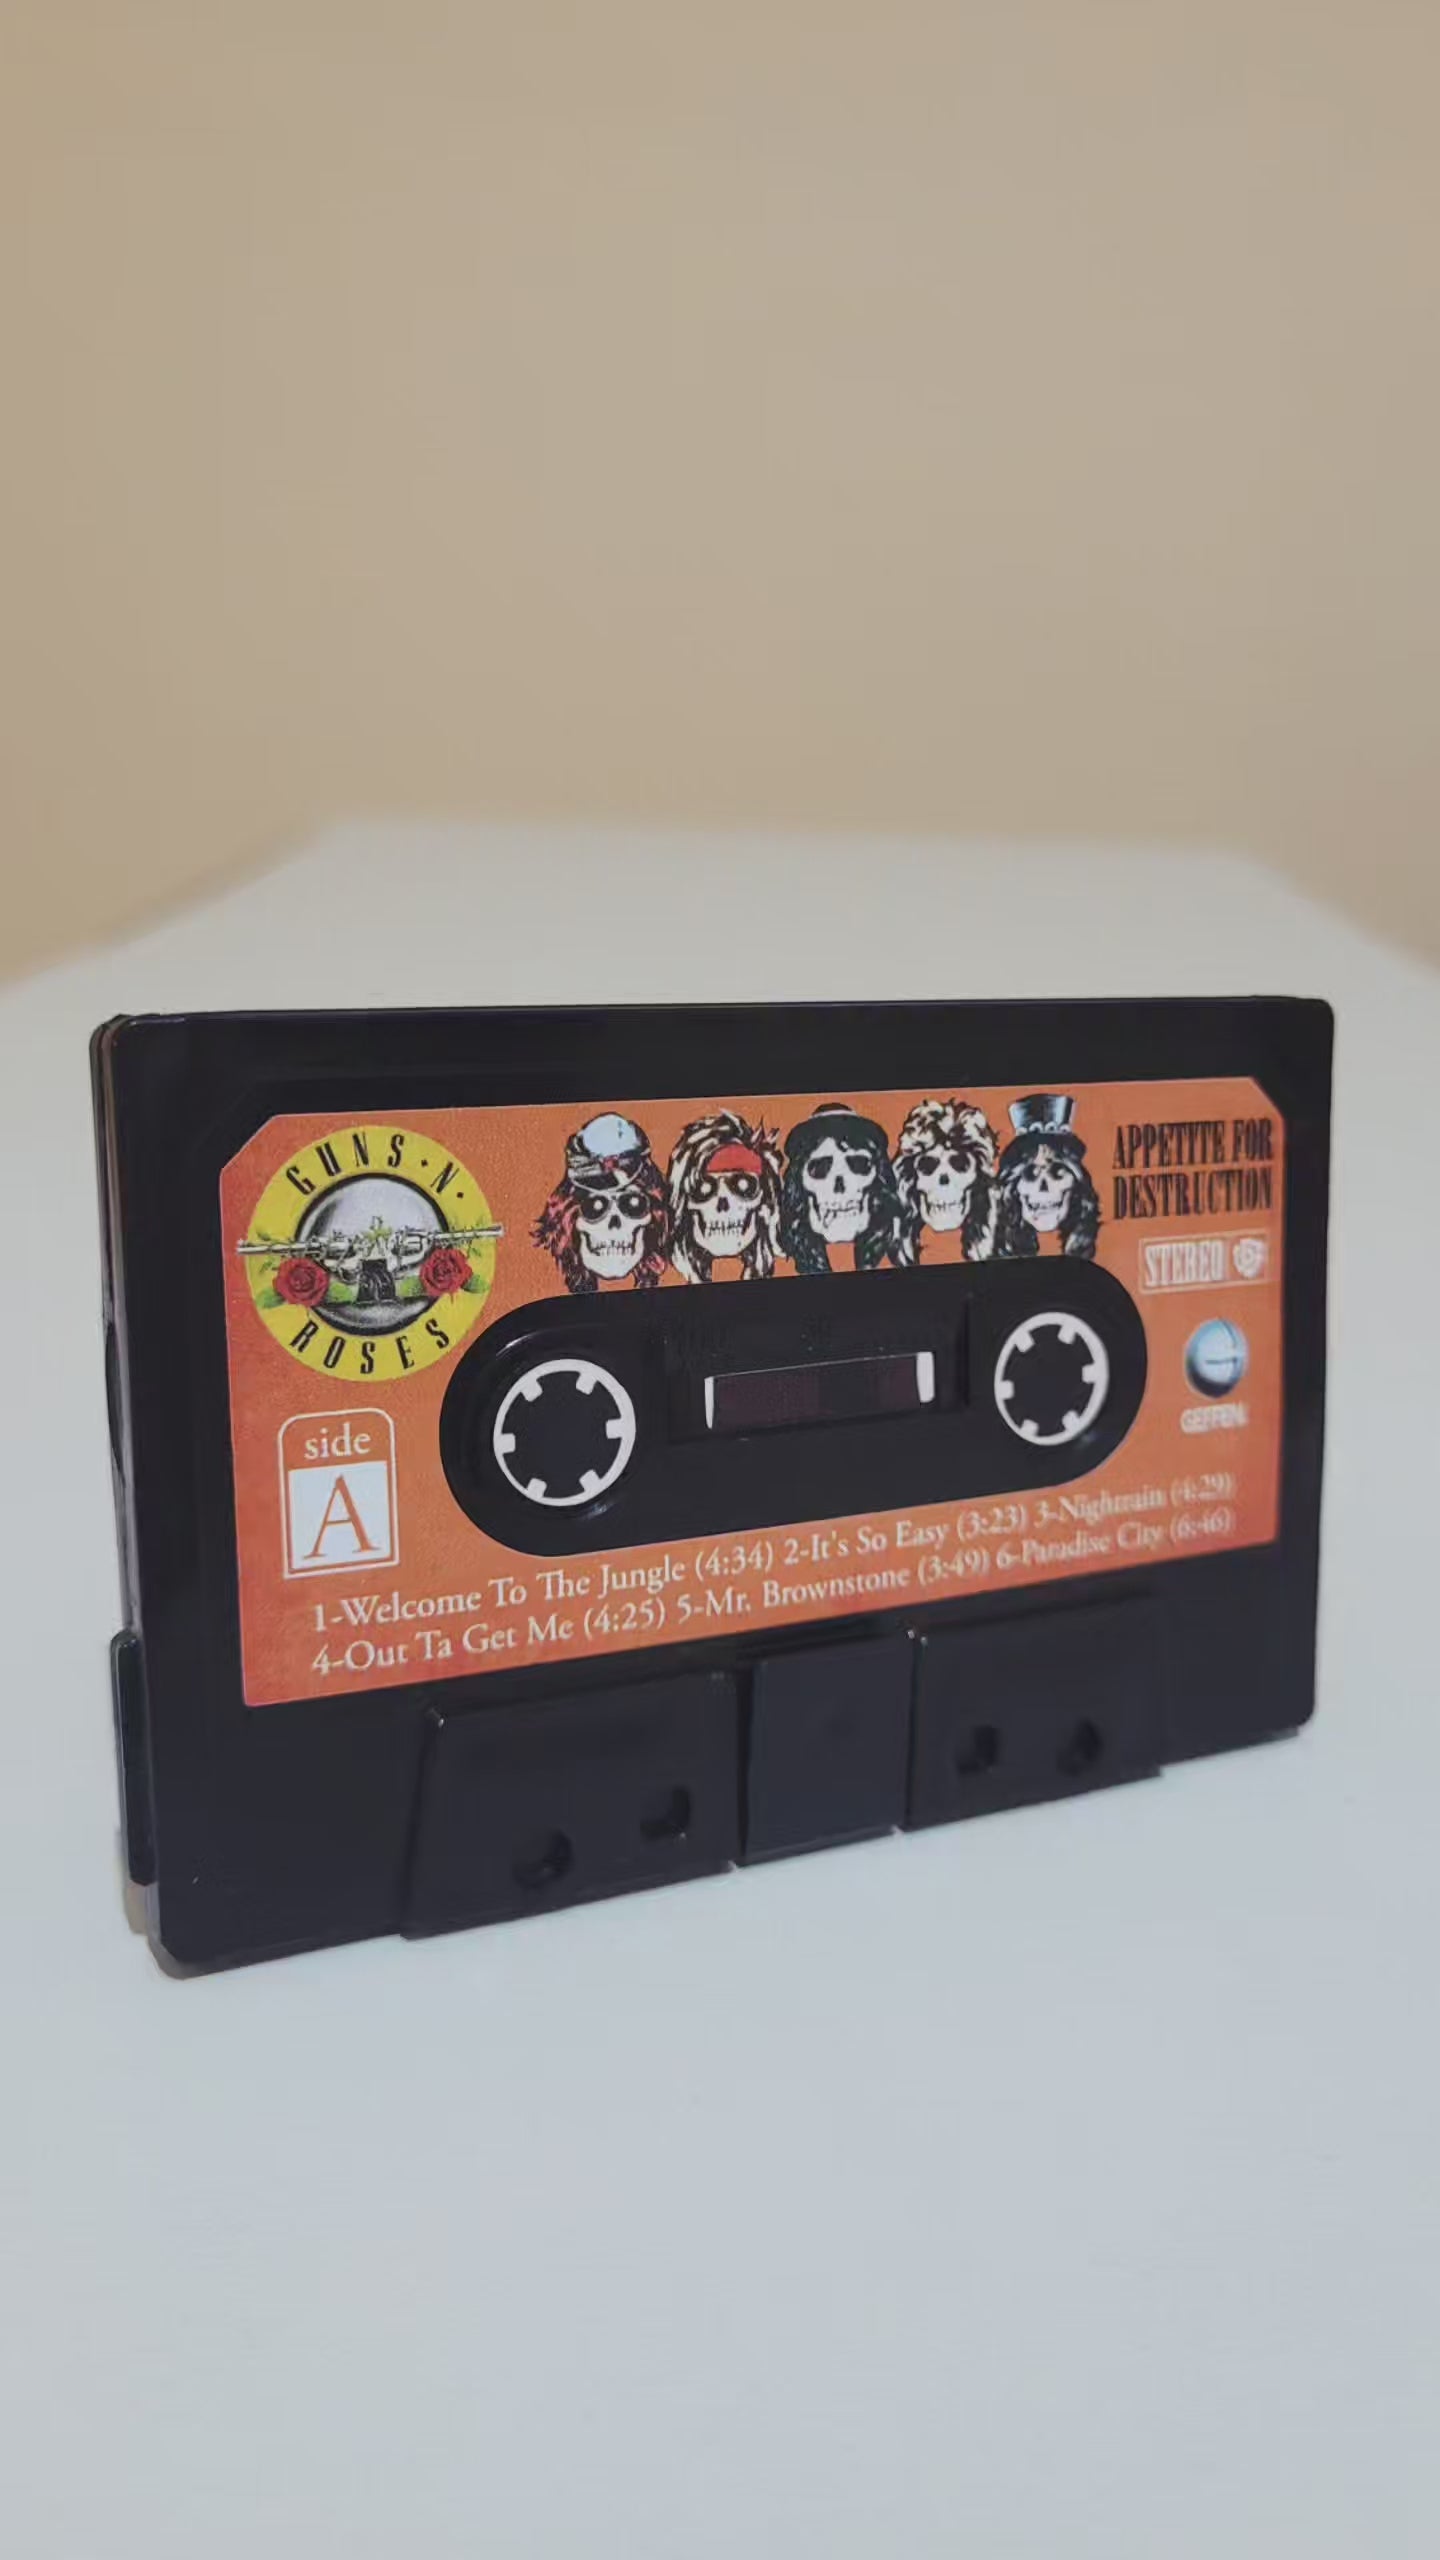 GUNS N'
ROSES
APPETITE FOR
DESTRUCTION
STEREO
GEFFEN
side
A
1-Welcome To The Jungle (4:34) 2-It's So Easy (3:23) 3-Nightrain (4:29)
4-Out Ta Get Me (4:25) 5-Mr. Brownstone (3:49) 6-Paradise City (6:46)